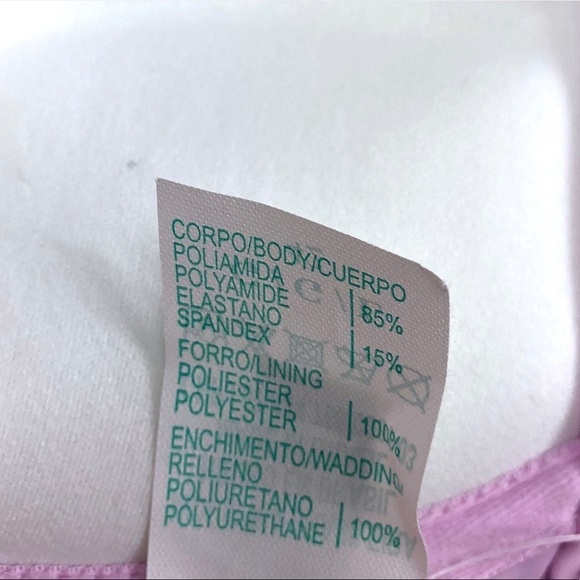 CORPO/BODY/CUERPO
POLIAMIDA
POLYAMIDE | 85%
ELASTANO
SPANDEX | 15%
FORRO/LINING
POLIESTER
POLYESTER | 100%
ENCHIMENTO/WADDING/
RELLENO
POLIURETANO
POLYURETHANE | 100%